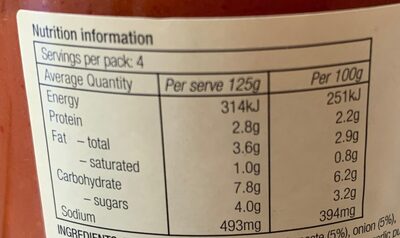 Nutrition information
Servings per pack: 4
Average Quantity Per serve 125g Per 100g
Energy 314kJ 251kJ
Protein 2.8g 2.2g
Fat – total 3.6g 2.9g
– saturated 1.0g 0.8g
Carbohydrate 7.8g 6.2g
– sugars 4.0g 3.2g
Sodium 493mg 394mg
(5%), onion (5%),